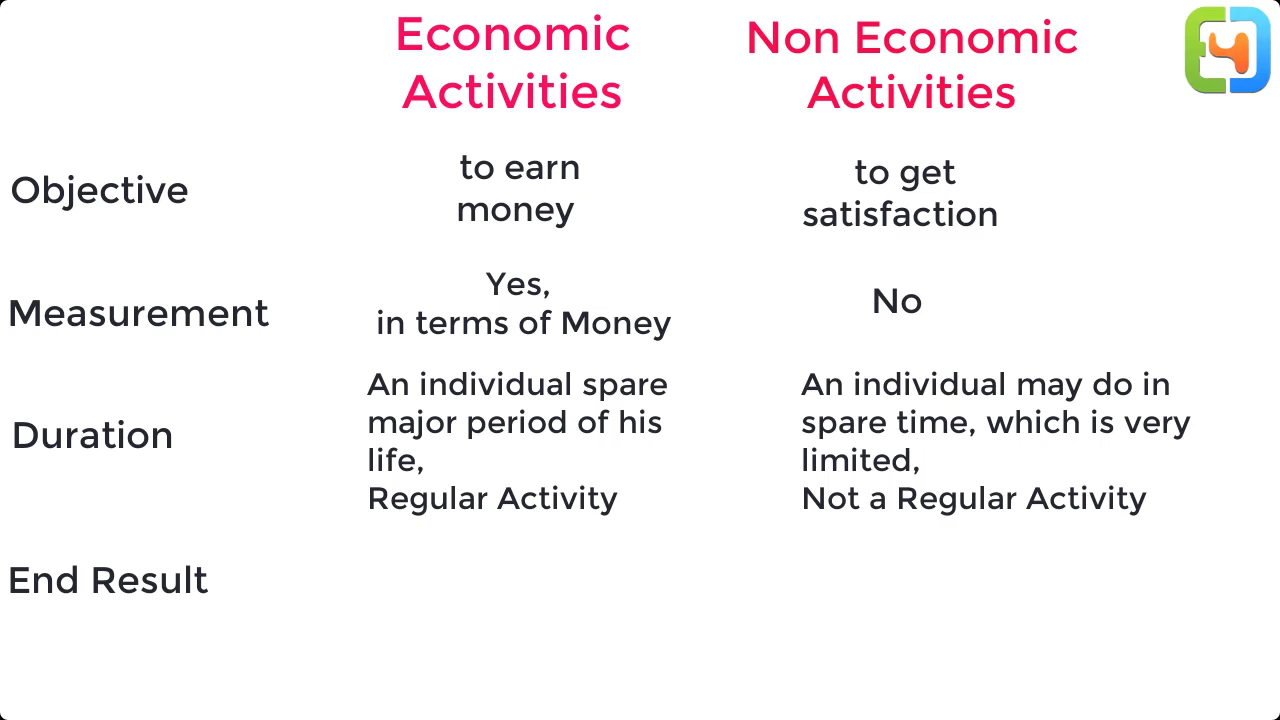 Economic
Activities
Non Economic
Activities
Objective
to earn
money
to get
satisfaction
Measurement
Yes,
in terms of Money
No
Duration
An individual spare
major period of his
life,
Regular Activity
An individual may do in
spare time, which is very
limited,
Not a Regular Activity
End Result